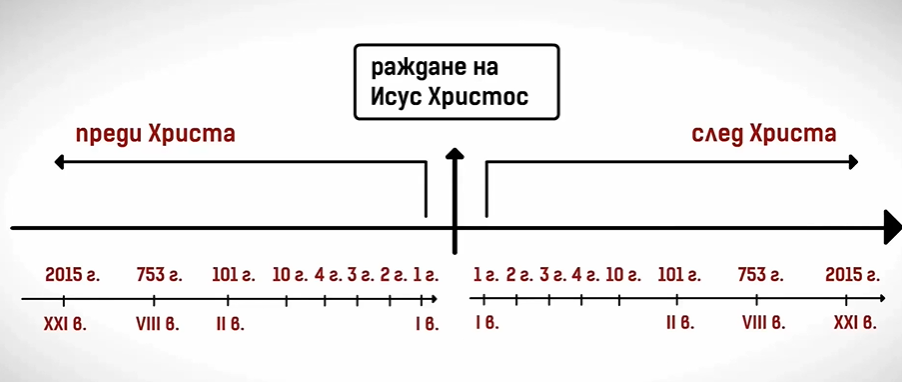 раждане на
Исус Христос
преди Христа
след Христа
2015 г. 753 г. 101 г. 10 г. 4 г. 3 г. 2 г. 1 г.
1 г. 2 г. 3 г. 4 г. 10 г. 101 г. 753 г. 2015 г.
XXI в. VIII в. II в. I в.
I в. II в. VIII в. XXI в.